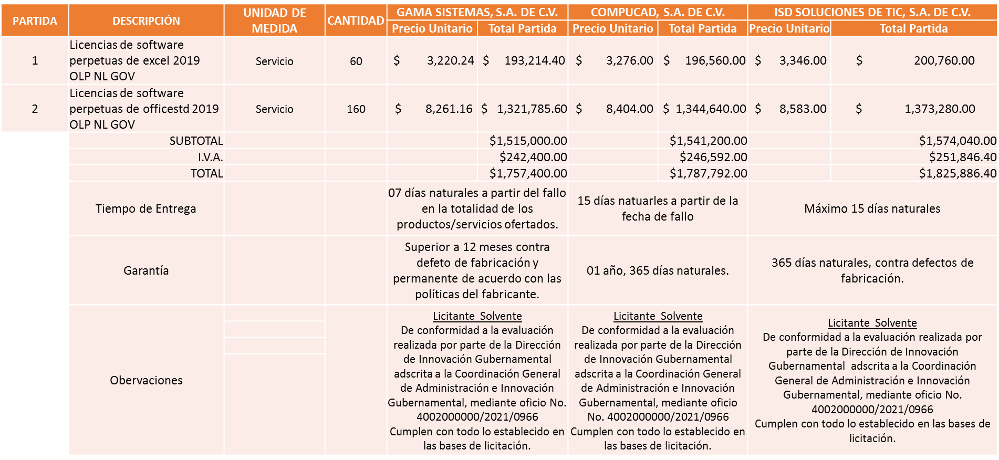 PARTIDA
DESCRIPCIÓN
UNIDAD DE
MEDIDA
CANTIDAD
GAMA SISTEMAS, S.A. DE C.V.
COMPUCAD, S.A. DE C.V.
ISD SOLUCIONES DE TIC, S.A. DE C.V.
Precio Unitario
Total Partida
Precio Unitario
Total Partida
Precio Unitario
Total Partida
1
Licencias de software
perpetuas de excel 2019
OLP NL GOV
Servicio
60
$ 3,220.24
$ 193,214.40
$ 3,276.00
$ 196,560.00
$ 3,346.00
$ 200,760.00
2
Licencias de software
perpetuas de officestd 2019
OLP NL GOV
Servicio
160
$ 8,261.16
$ 1,321,785.60
$ 8,404.00
$ 1,344,640.00
$ 8,583.00
$ 1,373,280.00
SUBTOTAL
$1,515,000.00
$1,541,200.00
$1,574,040.00
I.V.A.
$242,400.00
$246,592.00
$251,846.40
TOTAL
$1,757,400.00
$1,787,792.00
$1,825,886.40
Tiempo de Entrega
07 días naturales a partir del fallo
en la totalidad de los
productos/servicios ofertados.
15 días natuarles a partir de la
fecha de fallo
Máximo 15 días naturales
Garantía
Superior a 12 meses contra
defeto de fabricación y
permanente de acuerdo con las
políticas del fabricante.
01 año, 365 días naturales.
365 días naturales, contra defectos de
fabricación.
Obervaciones
Licitante Solvente
De conformidad a la evaluación
realizada por parte de la Dirección
de Innovación Gubernamental
adscrita a la Coordinación General
de Administración e Innovación
Gubernamental, mediante oficio No.
4002000000/2021/0966
Cumplen con todo lo establecido en
las bases de licitación.
Licitante Solvente
De conformidad a la evaluación
realizada por parte de la Dirección
de Innovación Gubernamental
adscrita a la Coordinación General
de Administración e Innovación
Gubernamental, mediante oficio
No. 4002000000/2021/0966
Cumplen con todo lo establecido en
las bases de licitación.
Licitante Solvente
De conformidad a la evaluación realizada por
parte de la Dirección de Innovación
Gubernamental adscrita a la Coordinación
General de Administración e Innovación
Gubernamental, mediante oficio No.
4002000000/2021/0966
Cumplen con todo lo establecido en las bases de
licitación.